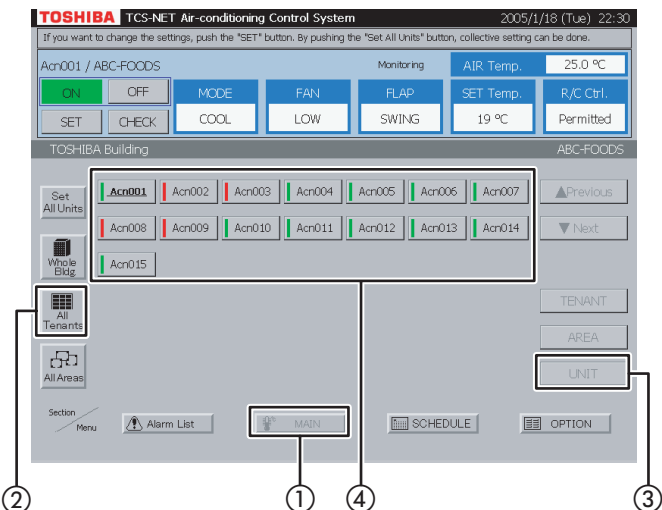 TOSHIBA TCS-NET Air-conditioning Control System 2005/1/18 (Tue) 22:30
If you want to change the settings, push the "SET" button. By pushing the "Set All Units" button, collective setting can be done.
Acn001 / ABC-FOODS Monitoring AIR Temp. 25.0 ºC
ON OFF MODE FAN FLAP SET Temp. R/C Ctrl.
SET CHECK COOL LOW SWING 19 ºC Permitted
TOSHIBA Building ABC-FOODS
Set All Units Acn001 Acn002 Acn003 Acn004 Acn005 Acn006 Acn007 ▲Previous
Acn008 Acn009 Acn010 Acn011 Acn012 Acn013 Acn014 ▼ Next
Whole Bldg. Acn015
All Tenants TENANT
AREA
All Areas UNIT
Section / Menu Alarm List MAIN SCHEDULE OPTION
② ① ④ ③